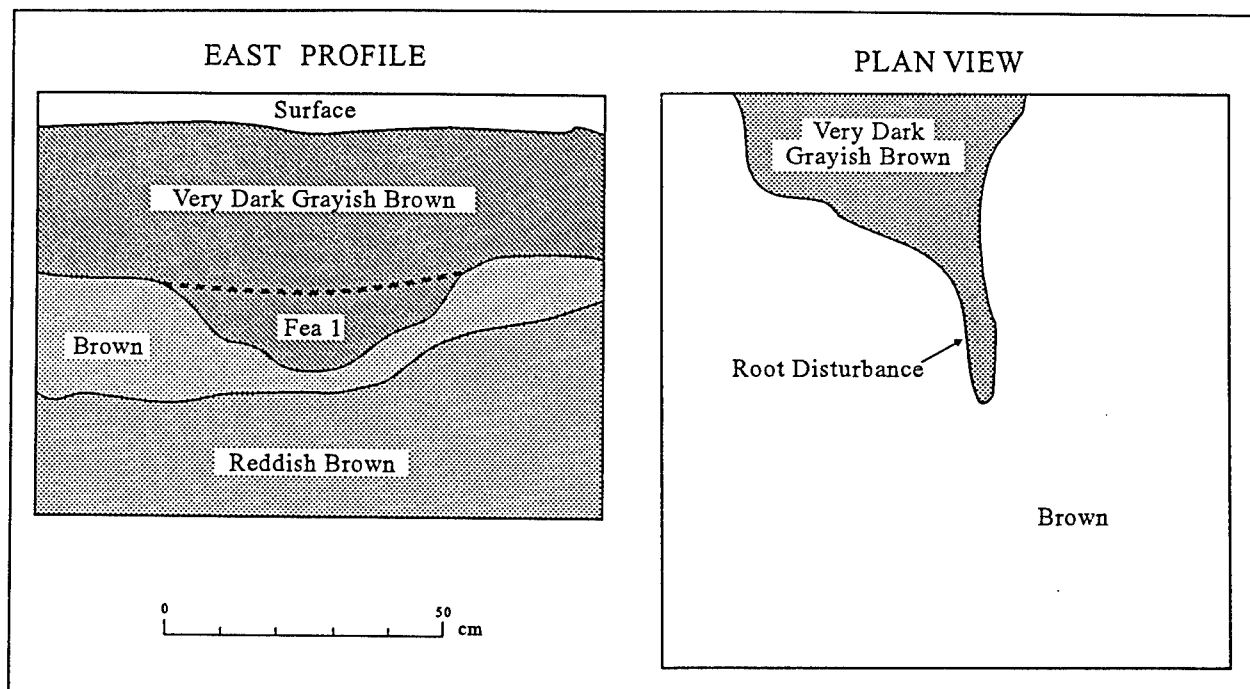 EAST PROFILE
Surface
Very Dark Grayish Brown
Fea 1
Brown
Reddish Brown
0
50
cm
PLAN VIEW
Very Dark
Grayish Brown
Root Disturbance
Brown